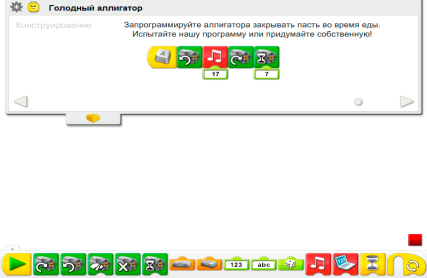 Голодный аллигатор
Конструирование
Запрограммируйте аллигатора закрывать пасть во время еды.
Испытайте нашу программу или придумайте собственную!
17
7
123
abc